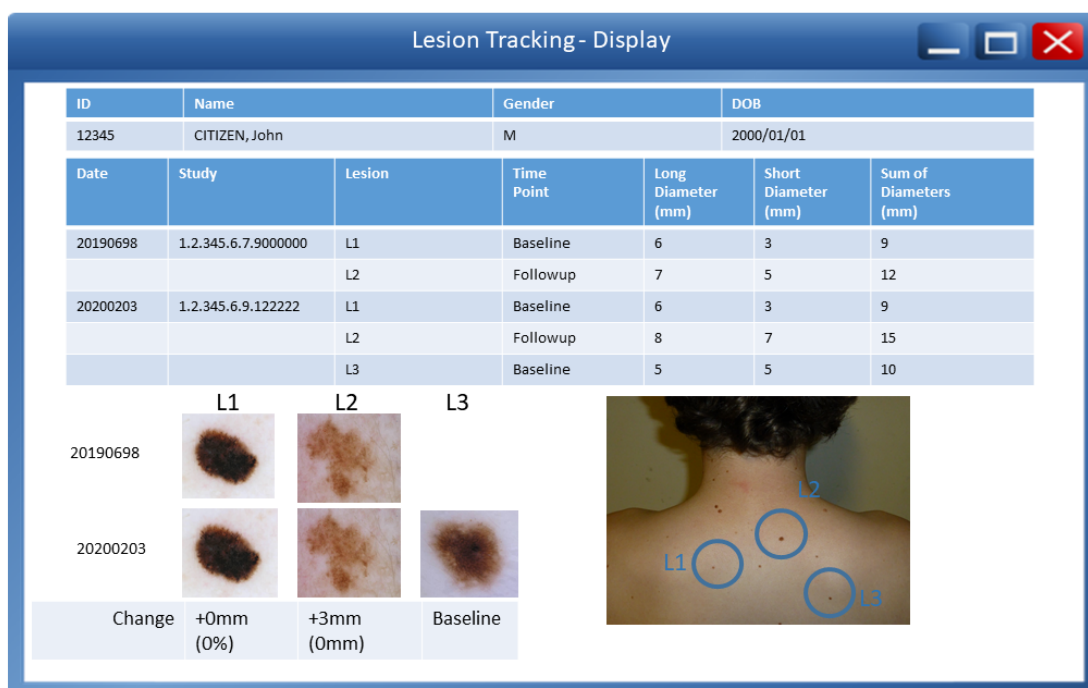 Lesion Tracking - Display
ID Name Gender DOB
12345 CITIZEN, John M 2000/01/01
Date Study Lesion Time Point Long Diameter (mm) Short Diameter (mm) Sum of Diameters (mm)
20190698 1.2.345.6.7.9000000 L1 Baseline 6 3 9
L2 Followup 7 5 12
20200203 1.2.345.6.9.122222 L1 Baseline 6 3 9
L2 Followup 8 7 15
L3 Baseline 5 5 10
L1 L2 L3
20190698
20200203
Change +0mm (0%) +3mm (0mm) Baseline
L2
L1
L3